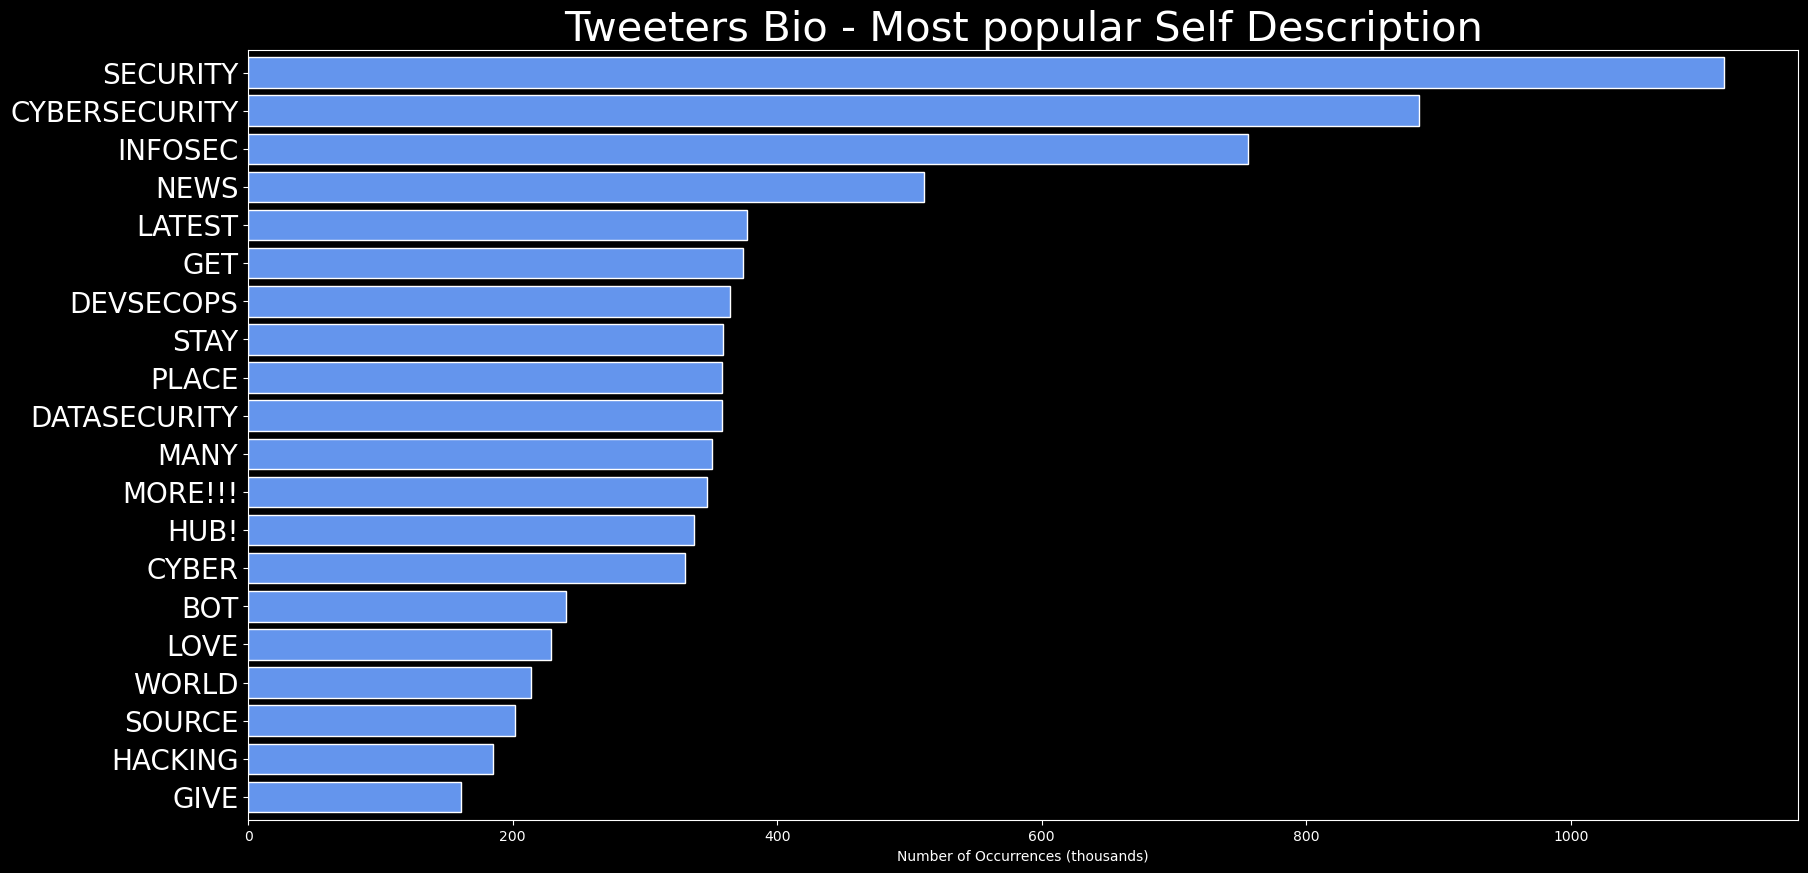 Tweeters Bio - Most popular Self Description
SECURITY
CYBERSECURITY
INFOSEC
NEWS
LATEST
GET
DEVSECOPS
STAY
PLACE
DATASECURITY
MANY
MORE!!!
HUB!
CYBER
BOT
LOVE
WORLD
SOURCE
HACKING
GIVE
0 200 400 600 800 1000
Number of Occurrences (thousands)